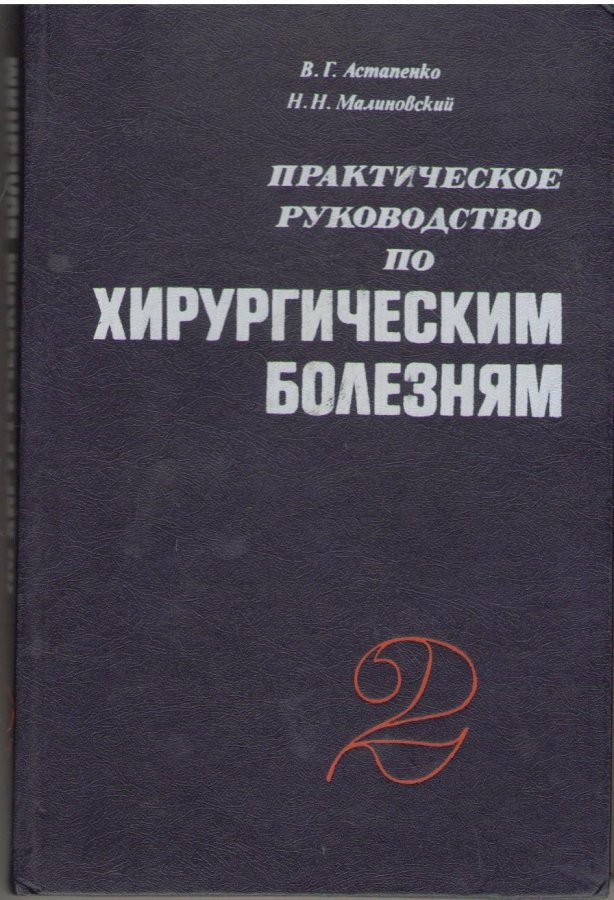 В. Г. Астапенко
Н. Н. Малиновский
ПРАКТИЧЕСКОЕ
РУКОВОДСТВО
ПО
ХИРУРГИЧЕСКИМ
БОЛЕЗНЯМ
2